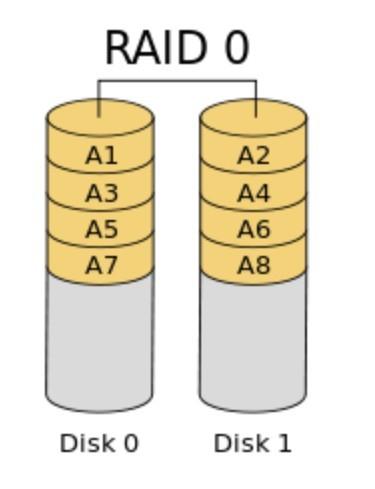 RAID 0
A1 A2
A3 A4
A5 A6
A7 A8
Disk 0 Disk 1